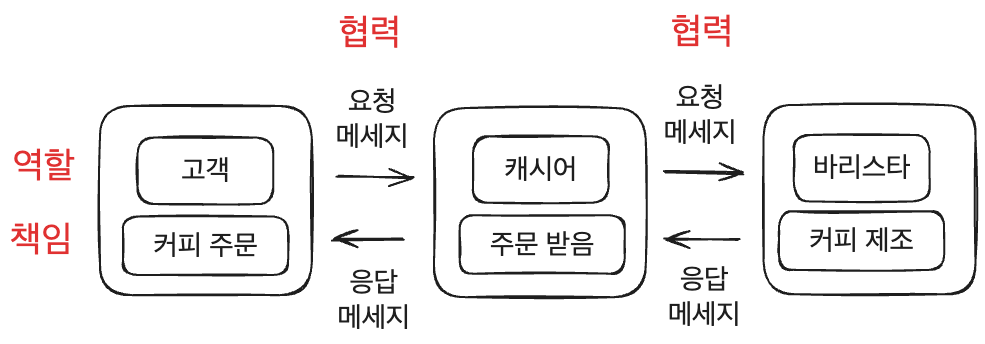 협력
협력
요청
메세지
요청
메세지
역할
고객
캐시어
바리스타
책임
커피 주문
주문 받음
커피 제조
응답
메세지
응답
메세지